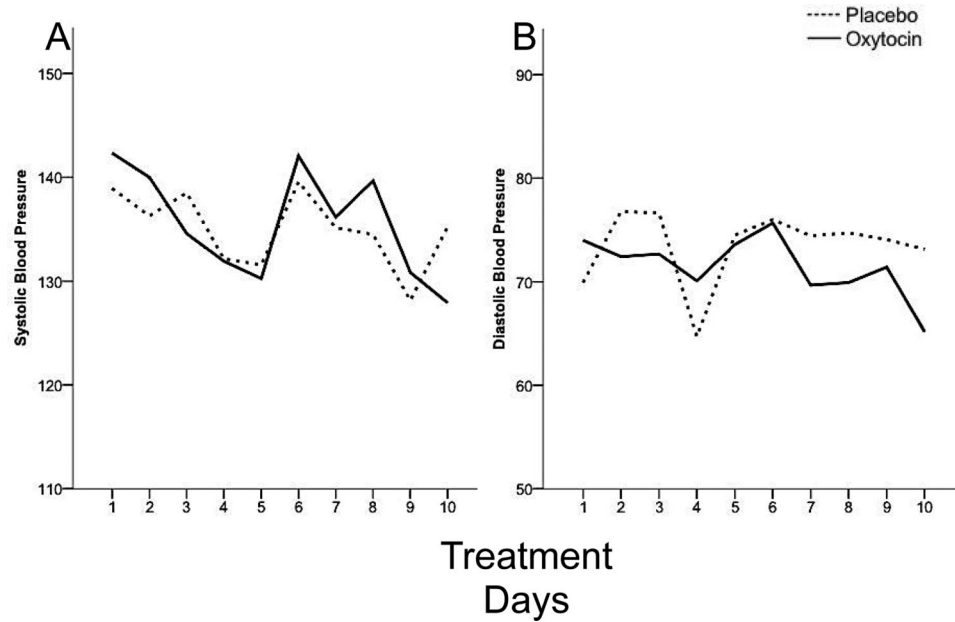 A
B
Placebo
Oxytocin
Systolic Blood Pressure
150
140
130
120
110
1 2 3 4 5 6 7 8 9 10
Diastolic Blood Pressure
90
80
70
60
50
1 2 3 4 5 6 7 8 9 10
Treatment
Days